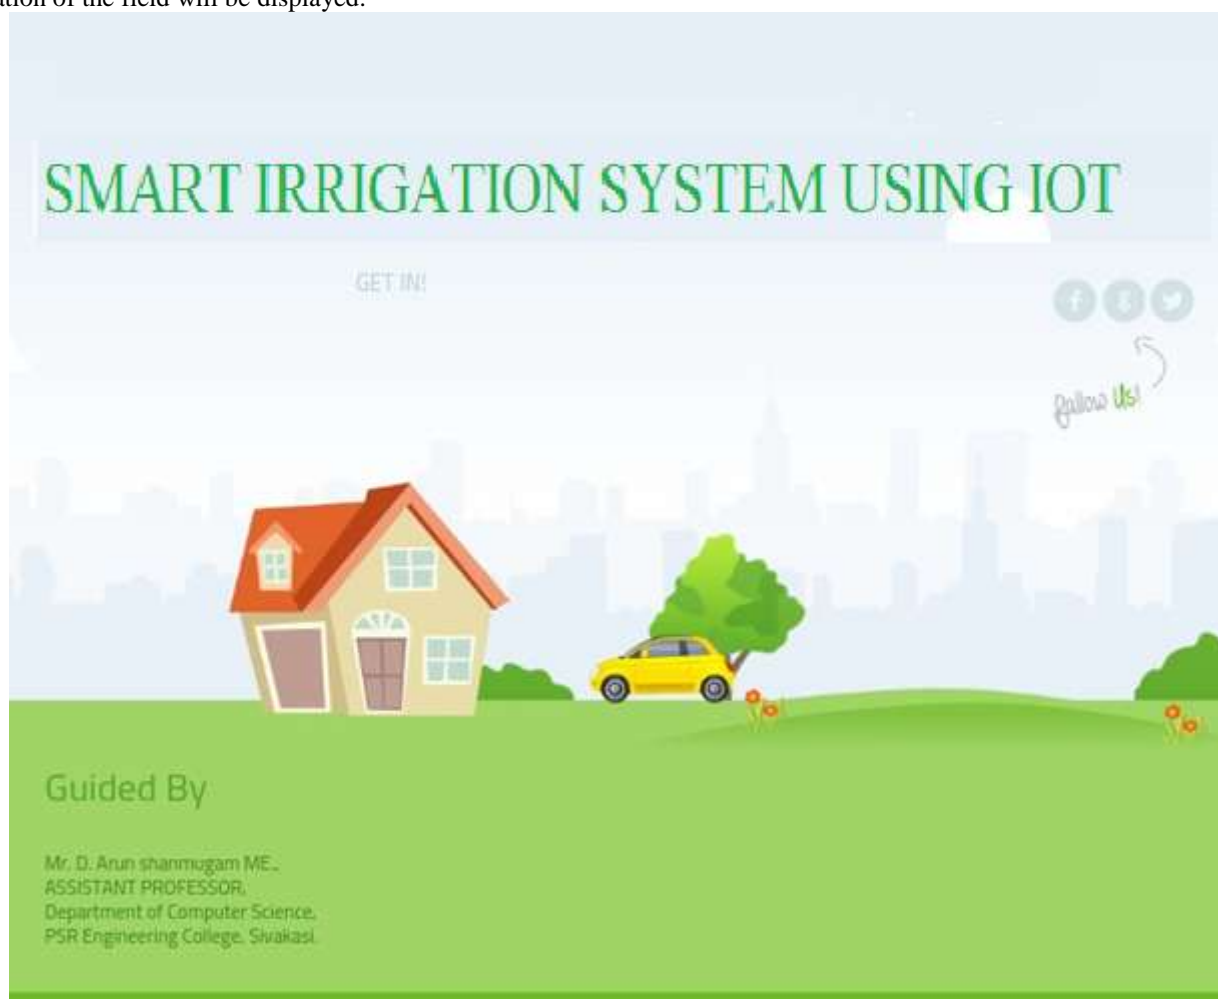 ation of the field will be displayed.
SMART IRRIGATION SYSTEM USING IOT
GET IN!
follow Us!
Guided By
Mr. D. Arun shanmugam ME.,
ASSISTANT PROFESSOR,
Department of Computer Science,
PSR Engineering College, Sivakasi.